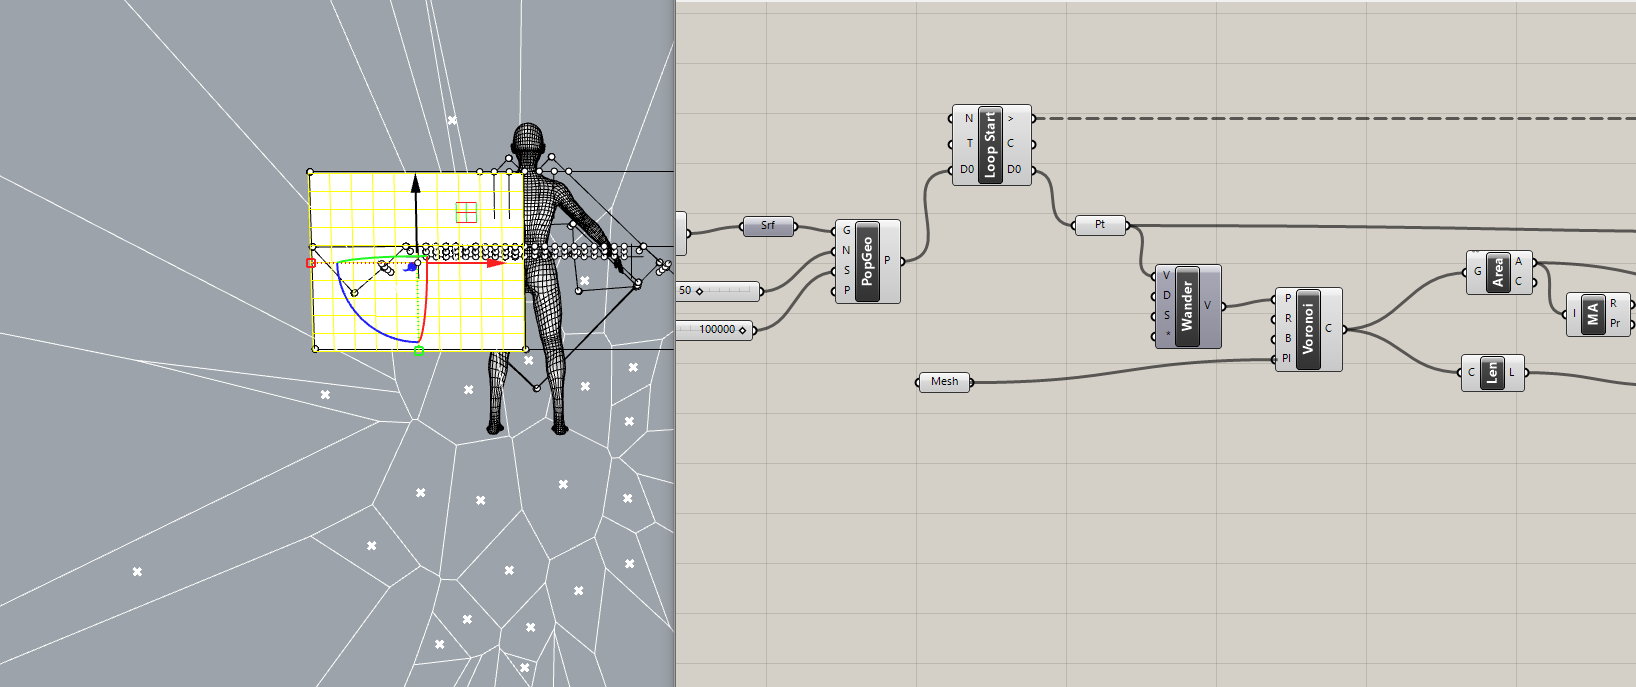 N
T
D0
Loop Start
>
C
D0
Srf
G
N
S
P
PopGeo
P
Pt
50
100000
V
D
S
*
Wander
V
P
R
B
Pl
Voronoi
C
Mesh
G
Area
A
C
I
MA
R
Pr
C
Len
L